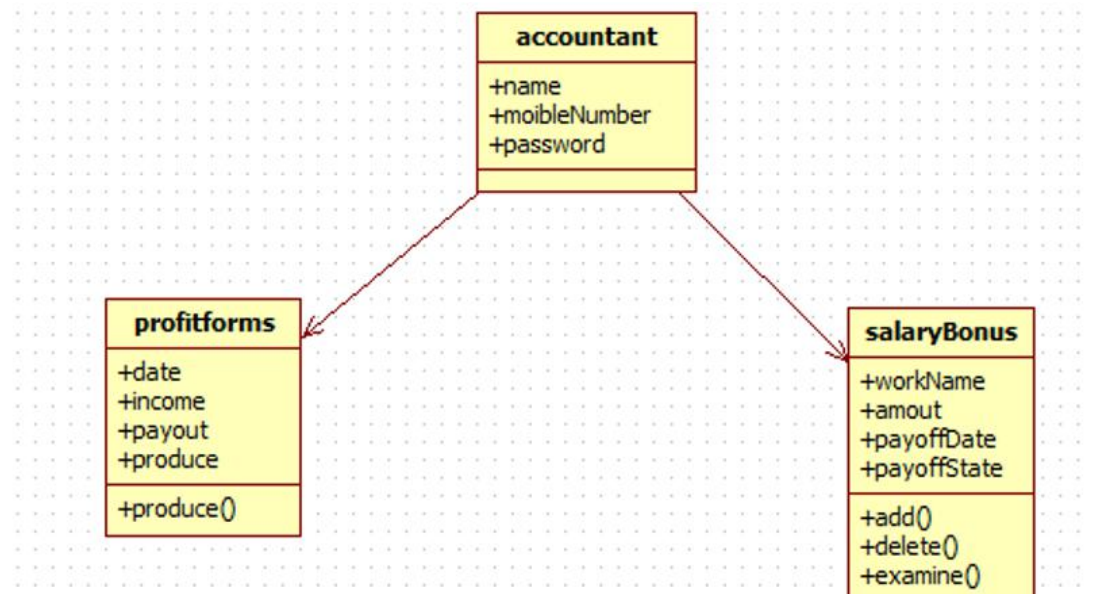 accountant
+name
+moibleNumber
+password
profitforms
+date
+income
+payout
+produce
+produce()
salaryBonus
+workName
+amout
+payoffDate
+payoffState
+add()
+delete()
+examine()